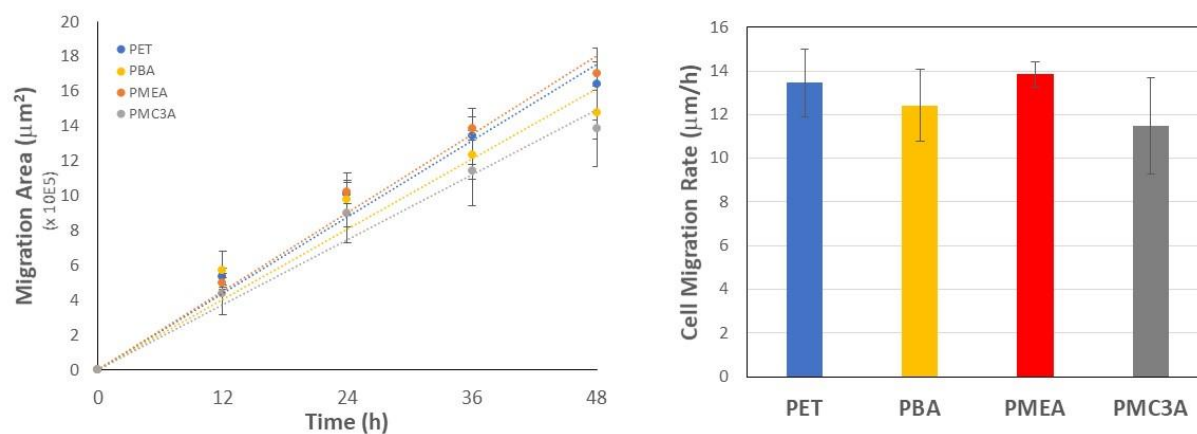 20
18
16
14
12
10
8
6
4
2
0
Migration Area (μm²)
(x 10E5)
PET
PBA
PMEA
PMC3A
0 12 24 36 48
Time (h)
16
14
12
10
8
6
4
2
0
Cell Migration Rate (μm/h)
PET PBA PMEA PMC3A